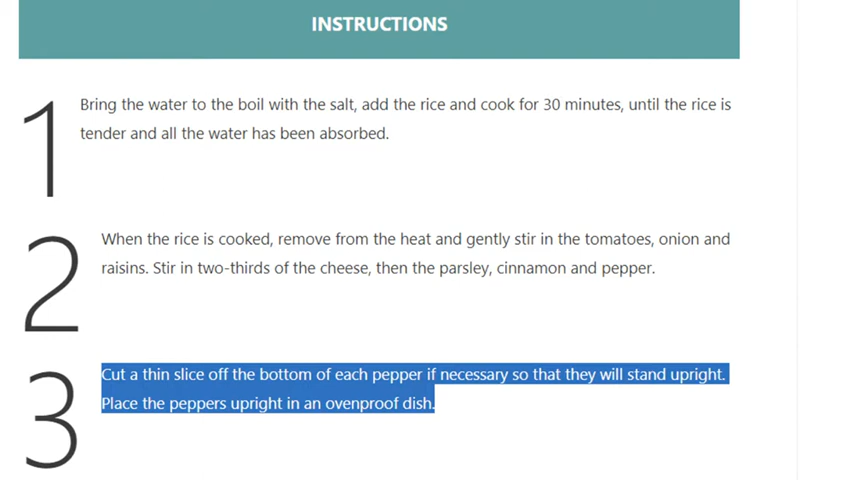 INSTRUCTIONS
1
Bring the water to the boil with the salt, add the rice and cook for 30 minutes, until the rice is
tender and all the water has been absorbed.
2
When the rice is cooked, remove from the heat and gently stir in the tomatoes, onion and
raisins. Stir in two-thirds of the cheese, then the parsley, cinnamon and pepper.
3
Cut a thin slice off the bottom of each pepper if necessary so that they will stand upright.
Place the peppers upright in an ovenproof dish.